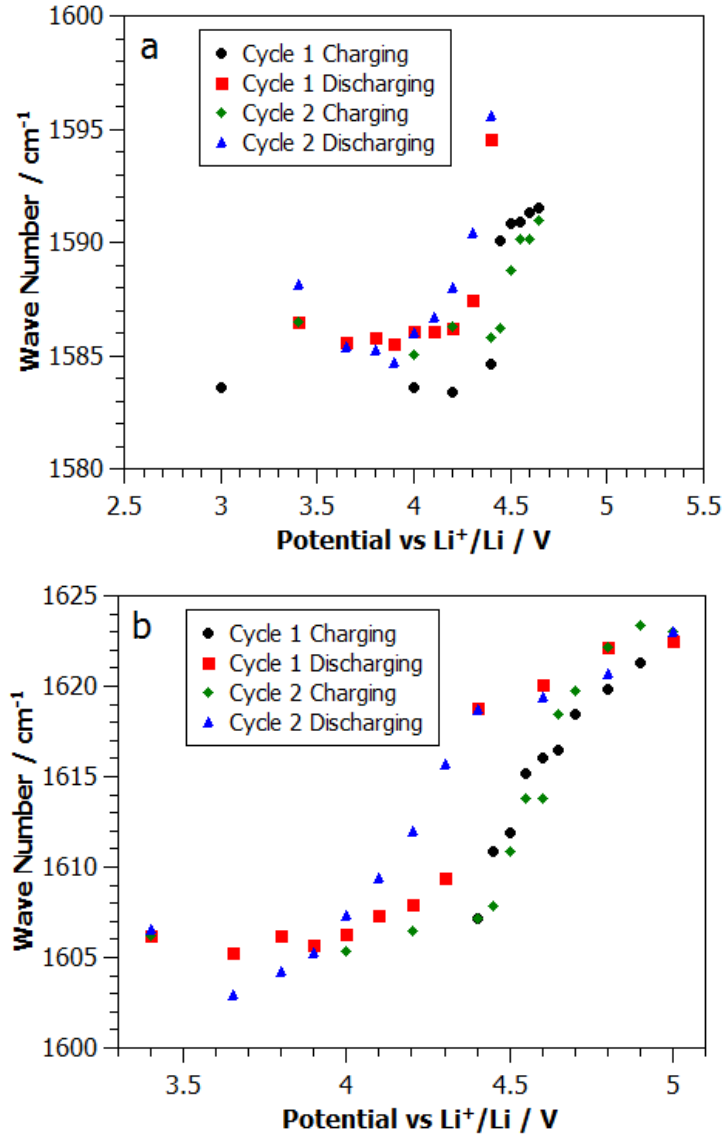 1600
a
Cycle 1 Charging
Cycle 1 Discharging
Cycle 2 Charging
Cycle 2 Discharging
1595
1590
1585
1580
Wave Number / cm⁻¹
2.5 3 3.5 4 4.5 5 5.5
Potential vs Li⁺/Li / V
1625
b
Cycle 1 Charging
Cycle 1 Discharging
Cycle 2 Charging
Cycle 2 Discharging
1620
1615
1610
1605
1600
Wave Number / cm⁻¹
3.5 4 4.5 5
Potential vs Li⁺/Li / V